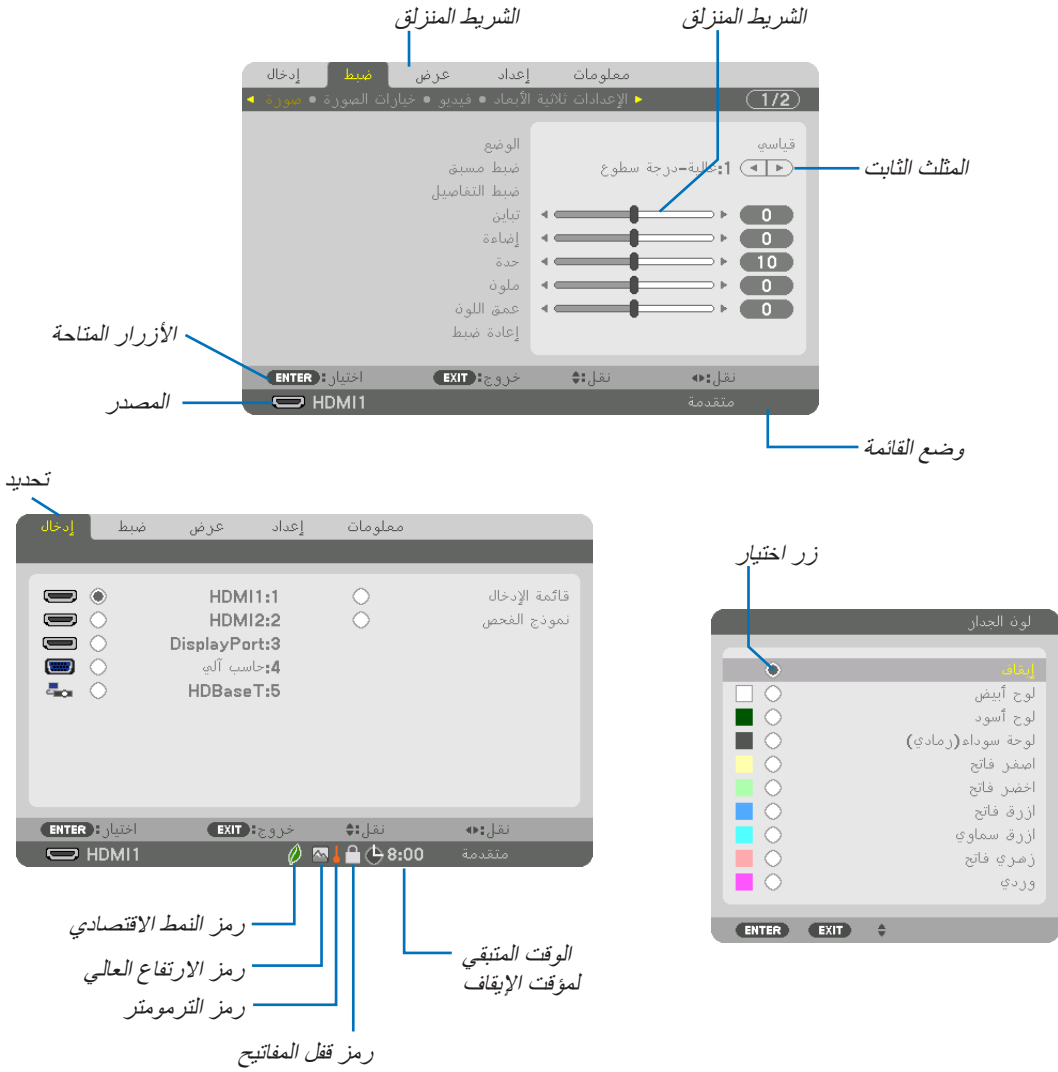 الشريط المنزلق
الشريط المنزلق
إدخال ضبط عرض إعداد معلومات
◄ صورة ● خيارات الصورة ● فيديو ● الإعدادات ثلاثية الأبعاد ► 1/2
الوضع قياسي
ضبط مسبق 1:عالية-درجة سطوع
المثلث الثابت
ضبط التفاصيل
تباين 0
إضاءة 0
حدة 10
ملون 0
عمق اللون 0
إعادة ضبط
الأزرار المتاحة
ENTER:اختيار EXIT:خروج نقل: نقل:
المصدر
HDMI1 متقدمة
وضع القائمة
تحديد
إدخال ضبط عرض إعداد معلومات
HDMI1:1 قائمة الإدخال
HDMI2:2 نموذج الفحص
DisplayPort:3
4:حاسب آلي
HDBaseT:5
ENTER:اختيار EXIT:خروج نقل: نقل:
HDMI1 8:00 متقدمة
رمز النمط الاقتصادي
رمز الارتفاع العالي
رمز الترمومتر
رمز قفل المفاتيح
الوقت المتبقي
لمؤقت الإيقاف
زر اختيار
لون الجدار
إيقاف
لوح أبيض
لوح أسود
لوحة سوداء(رمادي)
اصفر فاتح
اخضر فاتح
ازرق فاتح
ازرق سماوي
زهري فاتح
وردي
ENTER EXIT